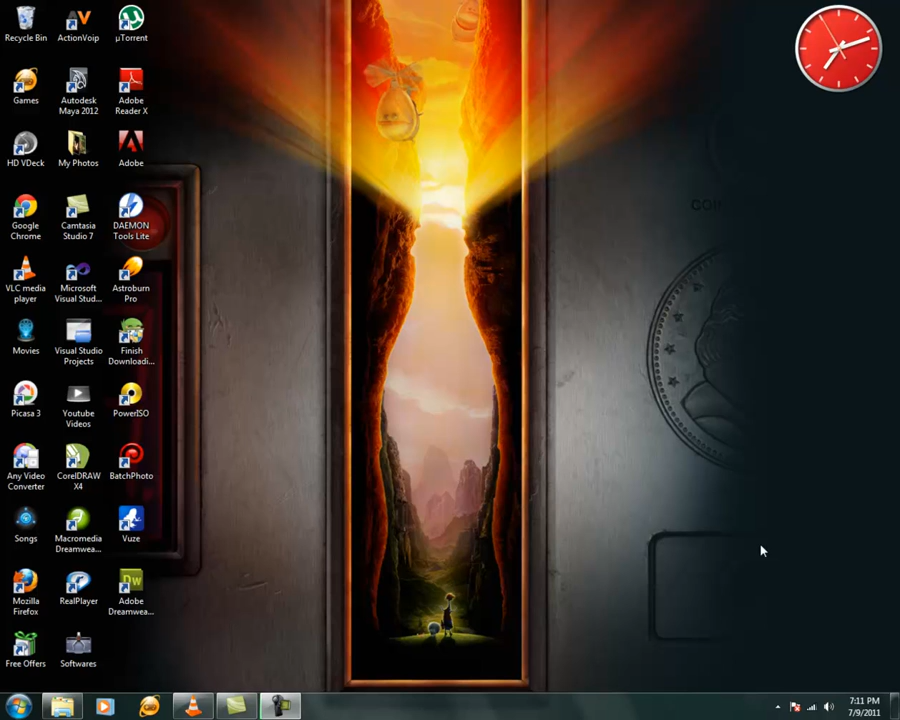 Recycle Bin
ActionVoip
µTorrent
Games
Autodesk
Maya 2012
Adobe
Reader X
HD VDeck
My Photos
Adobe
Google
Chrome
Camtasia
Studio 7
DAEMON
Tools Lite
VLC media
player
Microsoft
Visual Stud...
Astroburn
Pro
Movies
Visual Studio
Projects
Finish
Downloadi...
Picasa 3
Youtube
Videos
PowerISO
Any Video
Converter
CorelDRAW
X4
BatchPhoto
Songs
Macromedia
Dreamwea...
Vuze
Mozilla
Firefox
RealPlayer
Adobe
Dreamwea...
Free Offers
Softwares
7:11 PM
7/9/2011